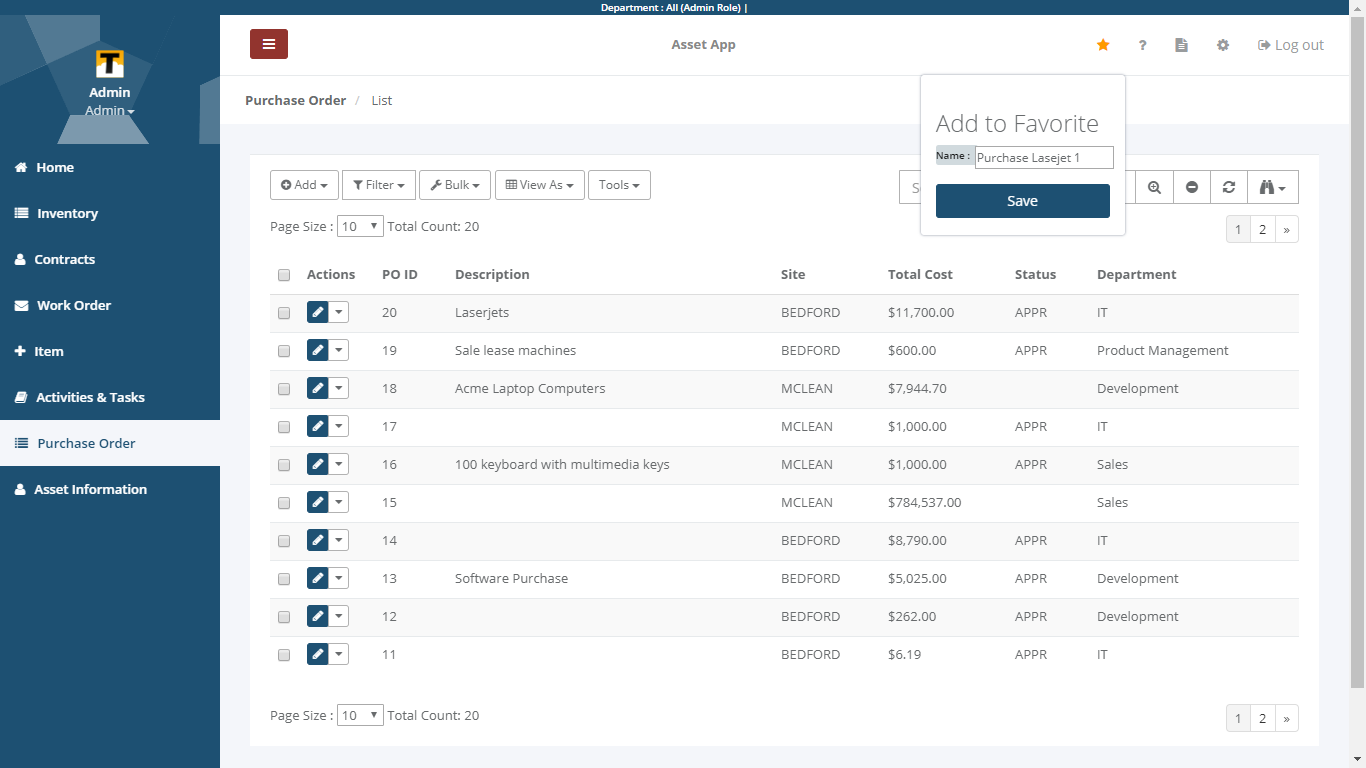 Department : All (Admin Role) |
T
Admin
Admin
Home
Inventory
Contracts
Work Order
Item
Activities & Tasks
Purchase Order
Asset Information
Asset App
?
Log out
Purchase Order / List
Add to Favorite
Name : Purchase Lasejet 1
Save
Add Filter Bulk View As Tools
Page Size : 10 Total Count: 20
1 2 »
Actions PO ID Description Site Total Cost Status Department
20 Laserjets BEDFORD $11,700.00 APPR IT
19 Sale lease machines BEDFORD $600.00 APPR Product Management
18 Acme Laptop Computers MCLEAN $7,944.70 APPR Development
17 MCLEAN $1,000.00 APPR IT
16 100 keyboard with multimedia keys MCLEAN $1,000.00 APPR Sales
15 MCLEAN $784,537.00 APPR Sales
14 BEDFORD $8,790.00 APPR IT
13 Software Purchase BEDFORD $5,025.00 APPR Development
12 BEDFORD $262.00 APPR Development
11 BEDFORD $6.19 APPR IT
Page Size : 10 Total Count: 20
1 2 »